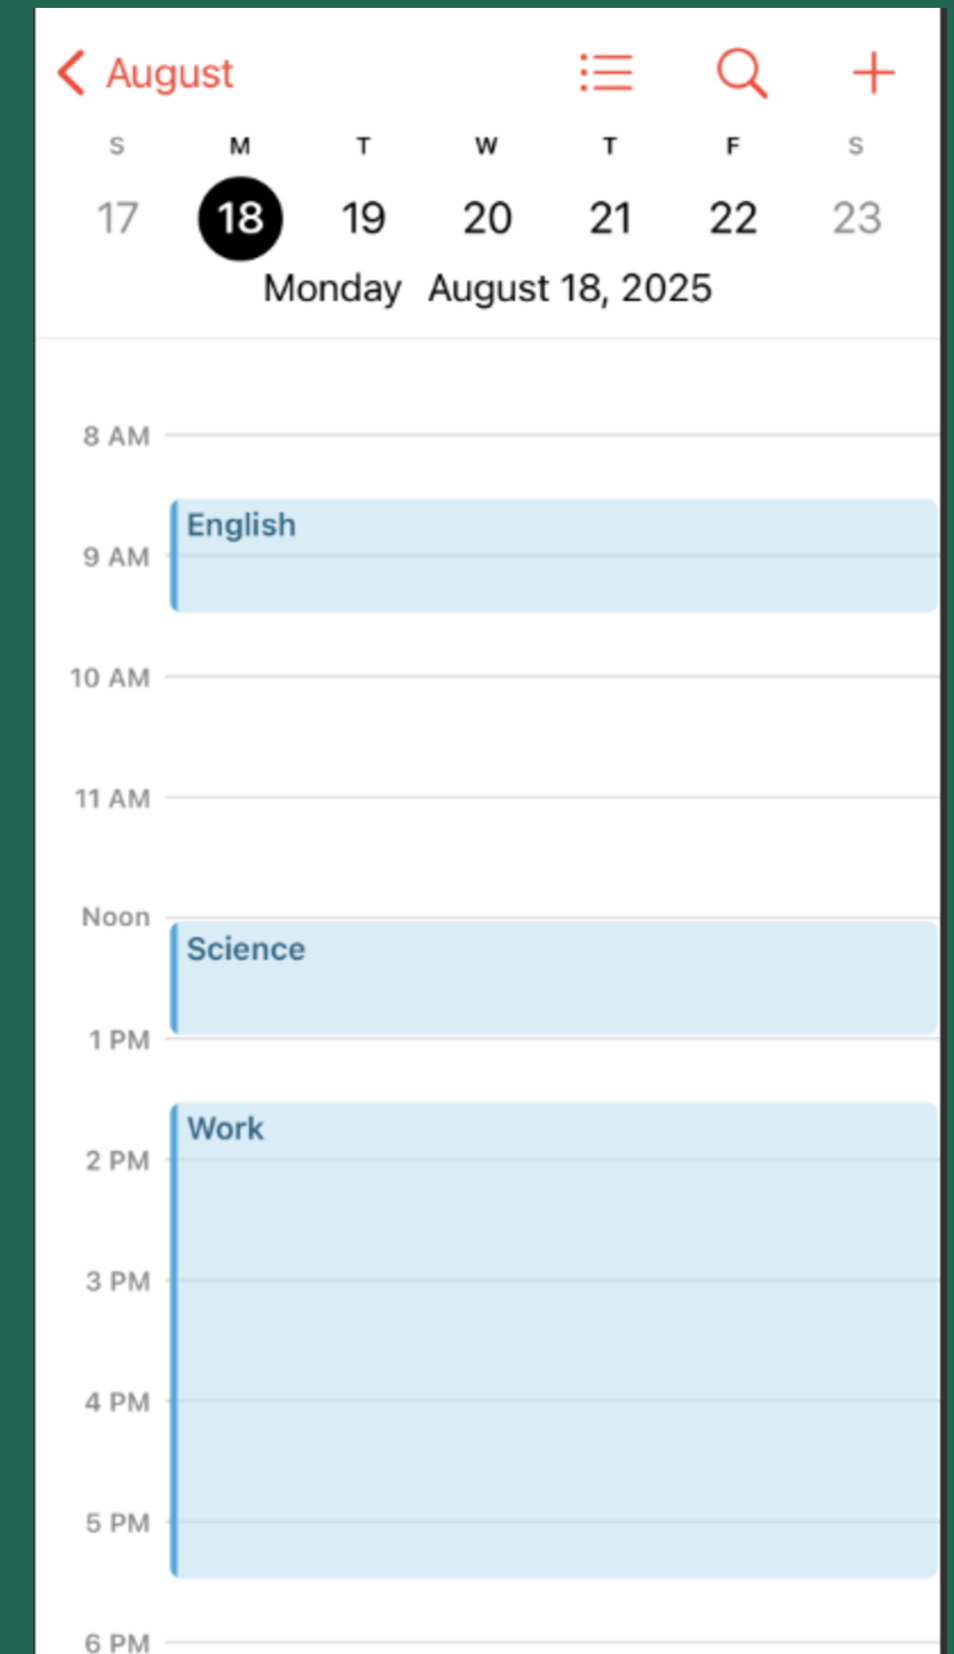 August
S M T W T F S
17 18 19 20 21 22 23
Monday August 18, 2025
8 AM
English
9 AM
10 AM
11 AM
Noon
Science
1 PM
Work
2 PM
3 PM
4 PM
5 PM
6 PM